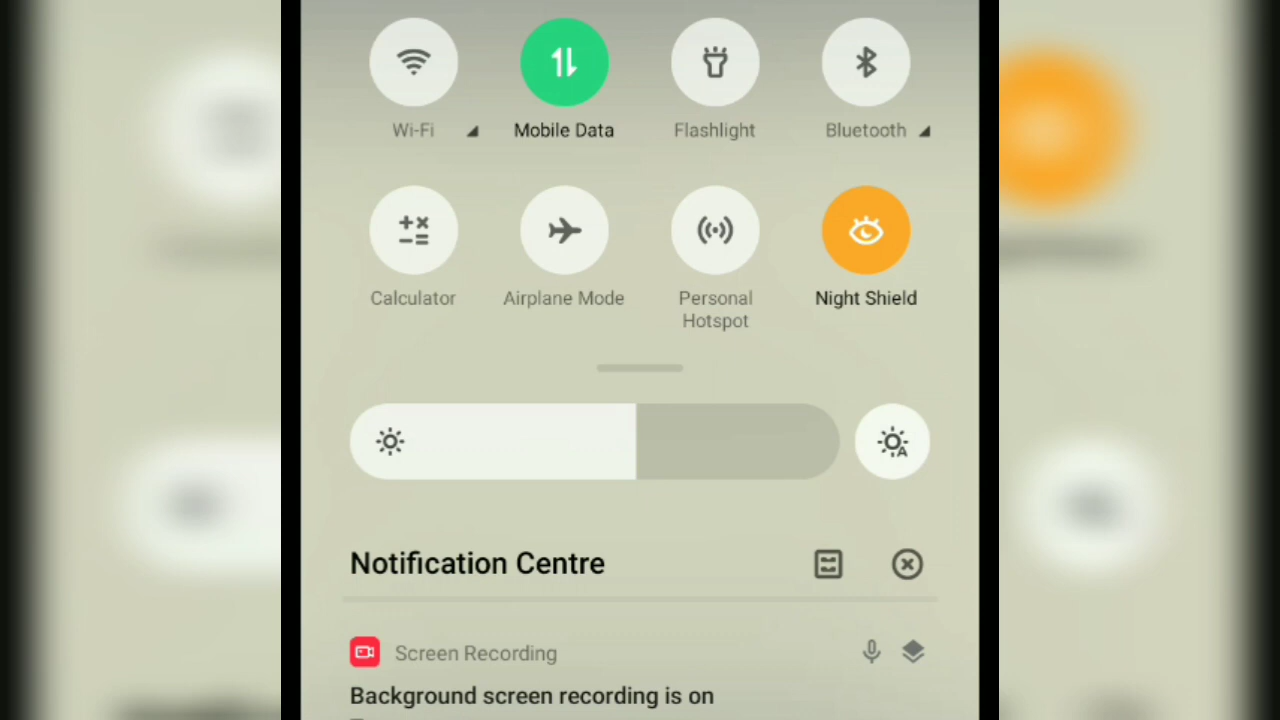 Wi-Fi
Mobile Data
Flashlight
Bluetooth
Calculator
Airplane Mode
Personal
Hotspot
Night Shield
Notification Centre
Screen Recording
Background screen recording is on